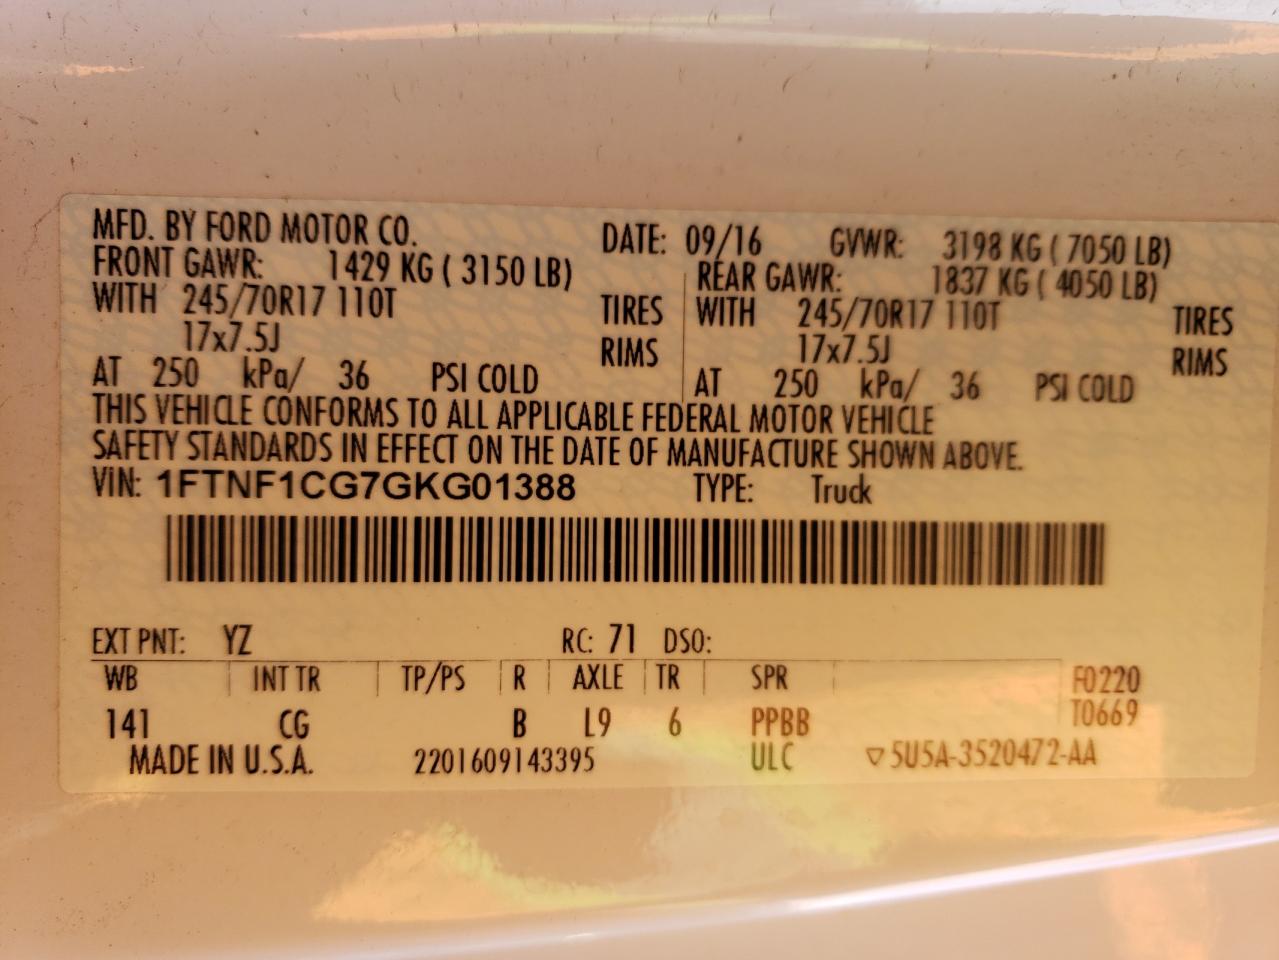 MFD. BY FORD MOTOR CO. DATE: 09/16 GVWR: 3198 KG ( 7050 LB)
FRONT GAWR: 1429 KG ( 3150 LB) REAR GAWR: 1837 KG ( 4050 LB)
WITH 245/70R17 110T TIRES WITH 245/70R17 110T TIRES
17x7.5J RIMS 17x7.5J RIMS
AT 250 kPa/ 36 PSI COLD AT 250 kPa/ 36 PSI COLD
THIS VEHICLE CONFORMS TO ALL APPLICABLE FEDERAL MOTOR VEHICLE
SAFETY STANDARDS IN EFFECT ON THE DATE OF MANUFACTURE SHOWN ABOVE.
VIN: 1FTNF1CG7GKG01388 TYPE: Truck
EXT PNT: YZ RC: 71 DSO:
WB INT TR TP/PS R AXLE TR SPR F0220
141 CG B L9 6 PPBB T0669
MADE IN U.S.A. 2201609143395 ULC ▽5U5A-3520472-AA